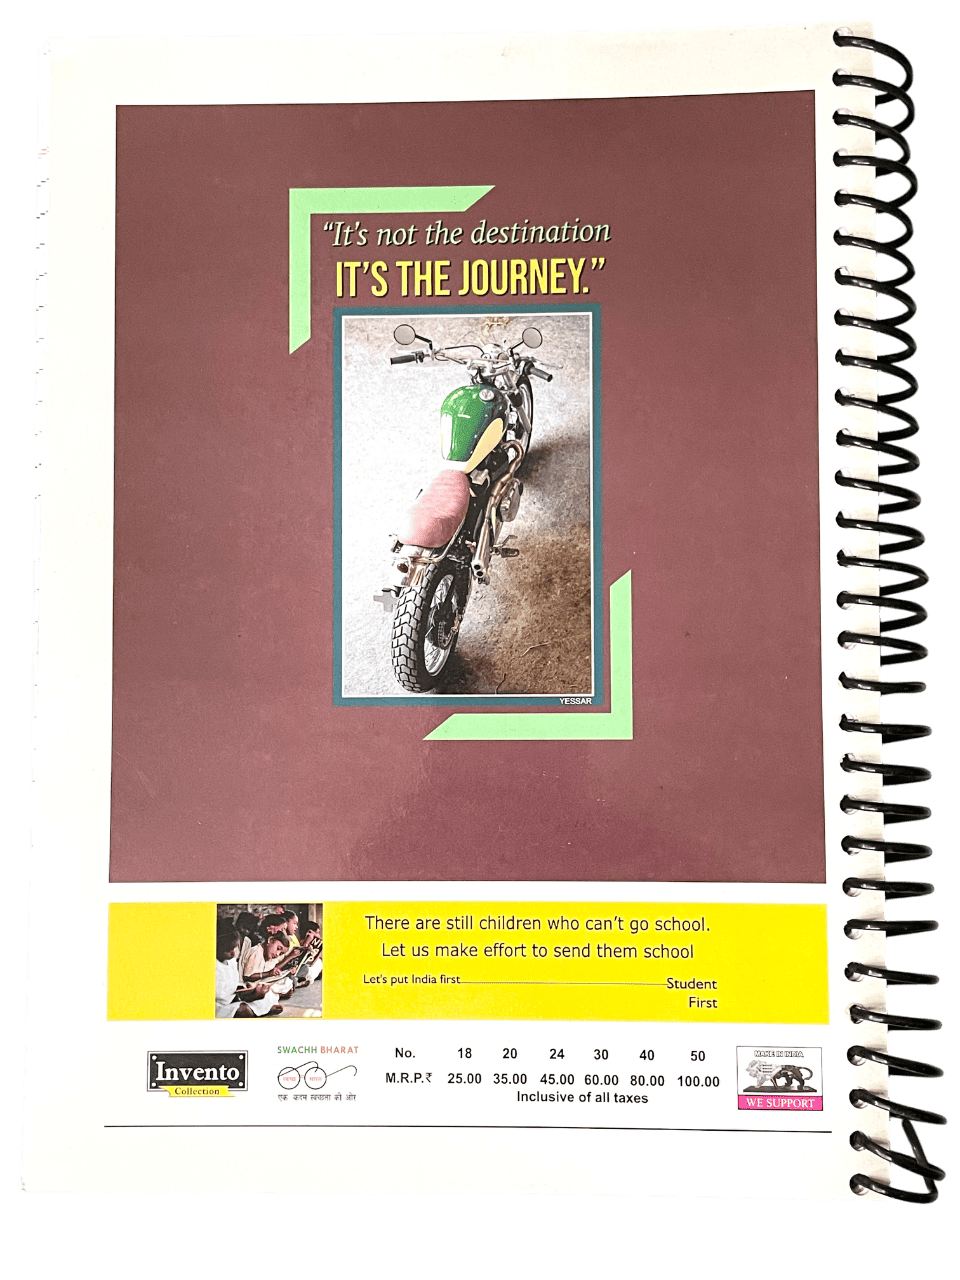 “It’s not the destination
IT’S THE JOURNEY.”
YESSAR
There are still children who can’t go school.
Let us make effort to send them school
Let’s put India first Student
First
Invento
Collection
SWACHH BHARAT
स्वच्छ भारत
एक कदम स्वच्छता की ओर
No. 18 20 24 30 40 50
M.R.P.₹ 25.00 35.00 45.00 60.00 80.00 100.00
Inclusive of all taxes
MAKE IN INDIA
WE SUPPORT